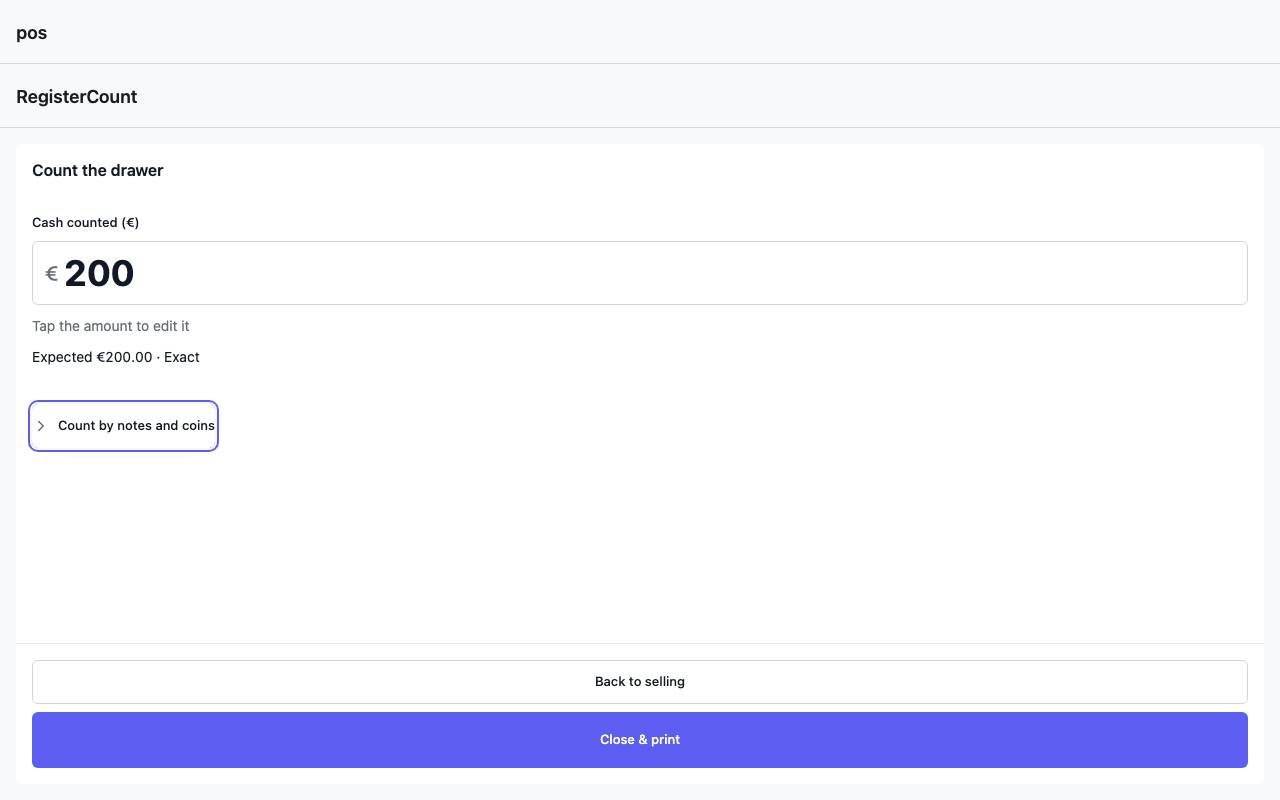 pos
RegisterCount
Count the drawer
Cash counted (€)
€ 200
Tap the amount to edit it
Expected €200.00 · Exact
Count by notes and coins
Back to selling
Close & print